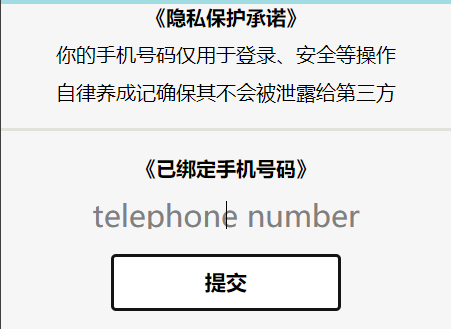 《隐私保护承诺》
你的手机号码仅用于登录、安全等操作
自律养成记确保其不会被泄露给第三方
《已绑定手机号码》
telephone number
提交